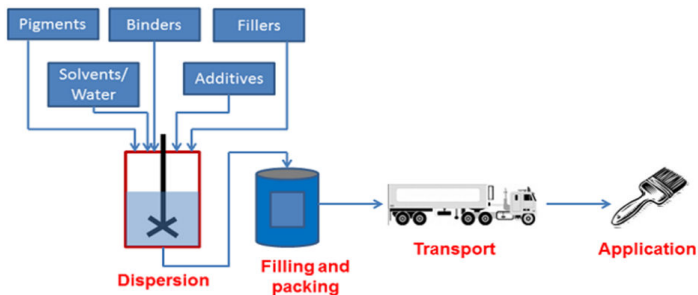 Pigments
Binders
Fillers
Solvents/
Water
Additives
Dispersion
Filling and
packing
Transport
Application